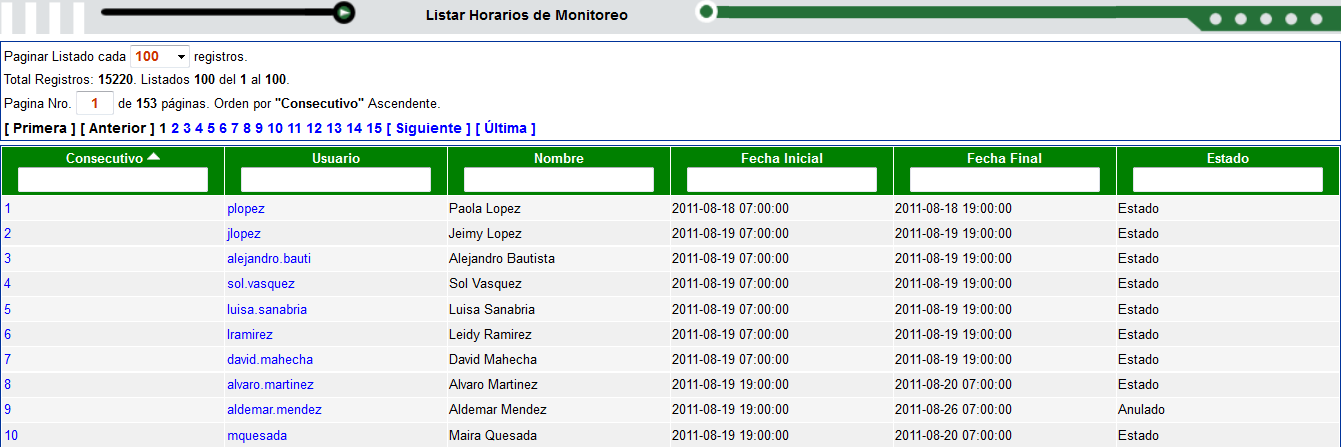 Listar Horarios de Monitoreo
Paginar Listado cada 100 registros.
Total Registros: 15220. Listados 100 del 1 al 100.
Pagina Nro. 1 de 153 páginas. Orden por "Consecutivo" Ascendente.
[ Primera ] [ Anterior ] 1 2 3 4 5 6 7 8 9 10 11 12 13 14 15 [ Siguiente ] [ Última ]
Consecutivo Usuario Nombre Fecha Inicial Fecha Final Estado
1 plopez Paola Lopez 2011-08-18 07:00:00 2011-08-18 19:00:00 Estado
2 jlopez Jeimy Lopez 2011-08-19 07:00:00 2011-08-19 19:00:00 Estado
3 alejandro.bauti Alejandro Bautista 2011-08-19 07:00:00 2011-08-19 19:00:00 Estado
4 sol.vasquez Sol Vasquez 2011-08-19 07:00:00 2011-08-19 19:00:00 Estado
5 luisa.sanabria Luisa Sanabria 2011-08-19 07:00:00 2011-08-19 19:00:00 Estado
6 lramirez Leidy Ramirez 2011-08-19 07:00:00 2011-08-19 19:00:00 Estado
7 david.mahecha David Mahecha 2011-08-19 07:00:00 2011-08-19 19:00:00 Estado
8 alvaro.martinez Alvaro Martinez 2011-08-19 19:00:00 2011-08-20 07:00:00 Estado
9 aldemar.mendez Aldemar Mendez 2011-08-19 19:00:00 2011-08-26 07:00:00 Anulado
10 mquesada Maira Quesada 2011-08-19 19:00:00 2011-08-20 07:00:00 Estado